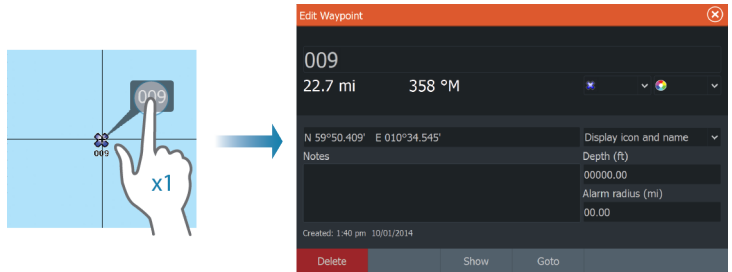 009
009
x1
Edit Waypoint
009
22.7 mi 358 °M
N 59°50.409' E 010°34.545' Display icon and name
Notes Depth (ft)
00000.00
Alarm radius (mi)
00.00
Created: 1:40 pm 10/01/2014
Delete Show Goto